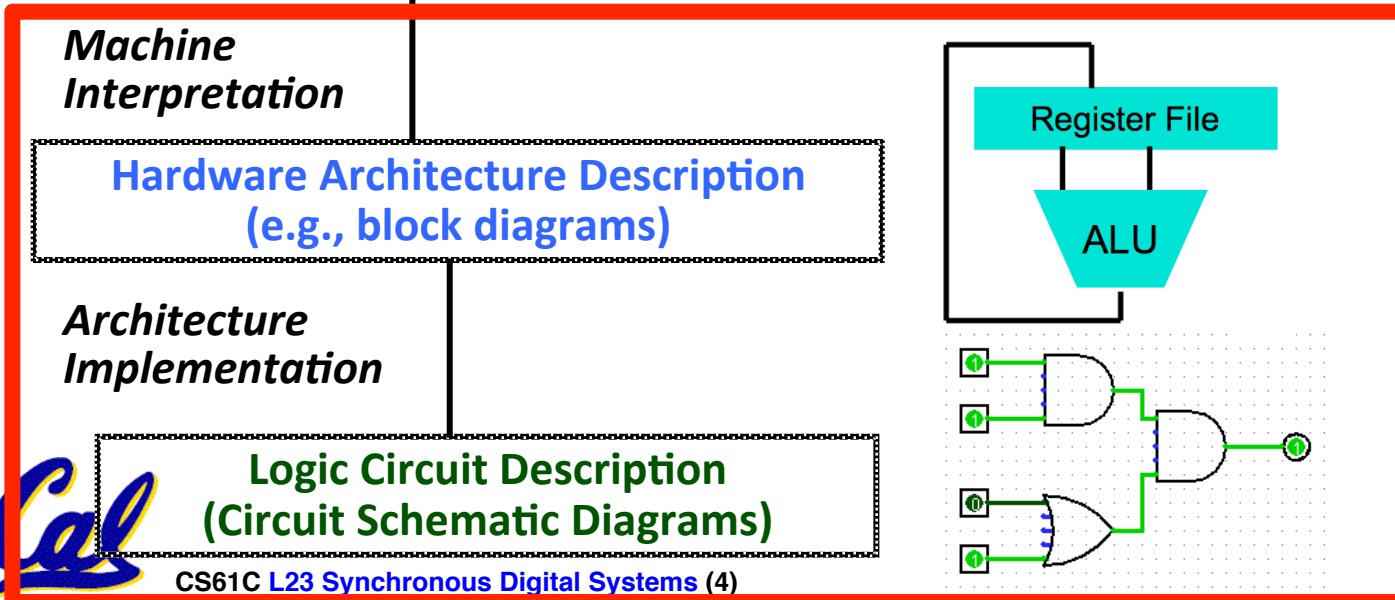 Machine
Interpretation
Hardware Architecture Description
(e.g., block diagrams)
Register File
ALU
Architecture
Implementation
1
1
1
0
1
Logic Circuit Description
(Circuit Schematic Diagrams)
Cal
CS61C L23 Synchronous Digital Systems (4)